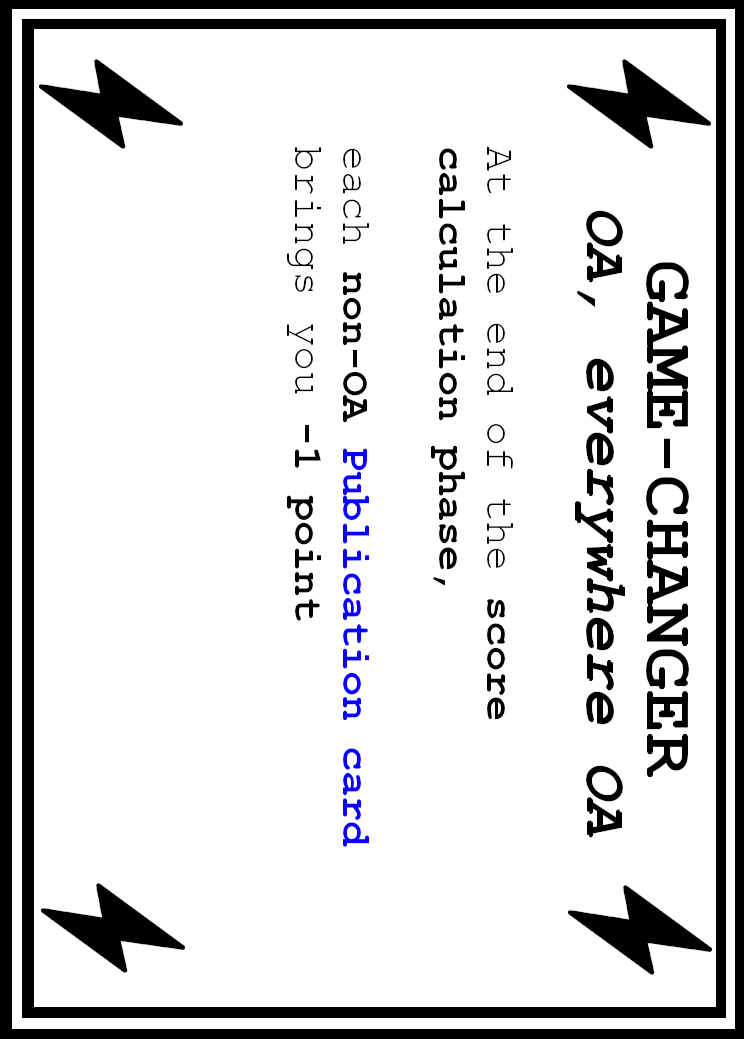 GAME-CHANGER
OA, everywhere OA
At the end of the score
calculation phase,
each non-OA Publication card
brings you -1 point